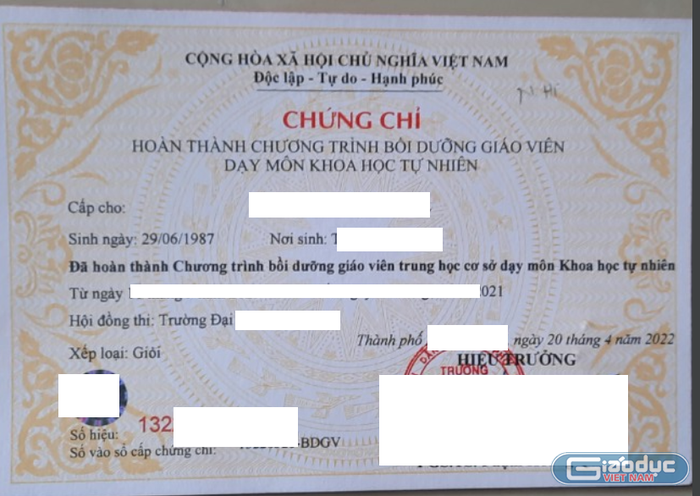 CỘNG HÒA XÃ HỘI CHỦ NGHĨA VIỆT NAM
Độc lập - Tự do - Hạnh phúc
CHỨNG CHỈ
HOÀN THÀNH CHƯƠNG TRÌNH BỒI DƯỠNG GIÁO VIÊN
DẠY MÔN KHOA HỌC TỰ NHIÊN
Cấp cho:
Sinh ngày: 29/06/1987 Nơi sinh: T
Đã hoàn thành Chương trình bồi dưỡng giáo viên trung học cơ sở dạy môn Khoa học tự nhiên
Từ ngày 2021
Hội đồng thi: Trường Đại
Thành phố ngày 20 tháng 4 năm 2022
Xếp loại: Giỏi
HIỆU TRƯỞNG
TRƯỜNG
Số hiệu: 132
Số vào sổ cấp chứng chỉ: -BDGV
Giáoduc
VIỆT NAM